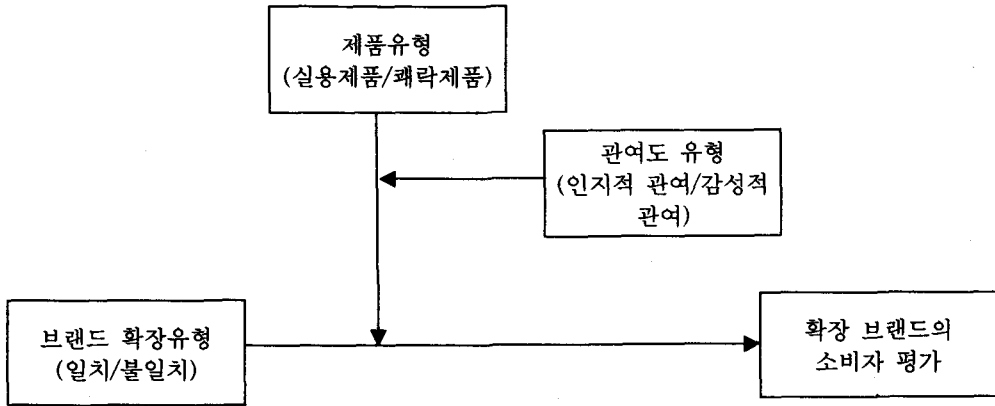 제품유형
(실용제품/쾌락제품)
관여도 유형
(인지적 관여/감성적
관여)
브랜드 확장유형
(일치/불일치)
확장 브랜드의
소비자 평가